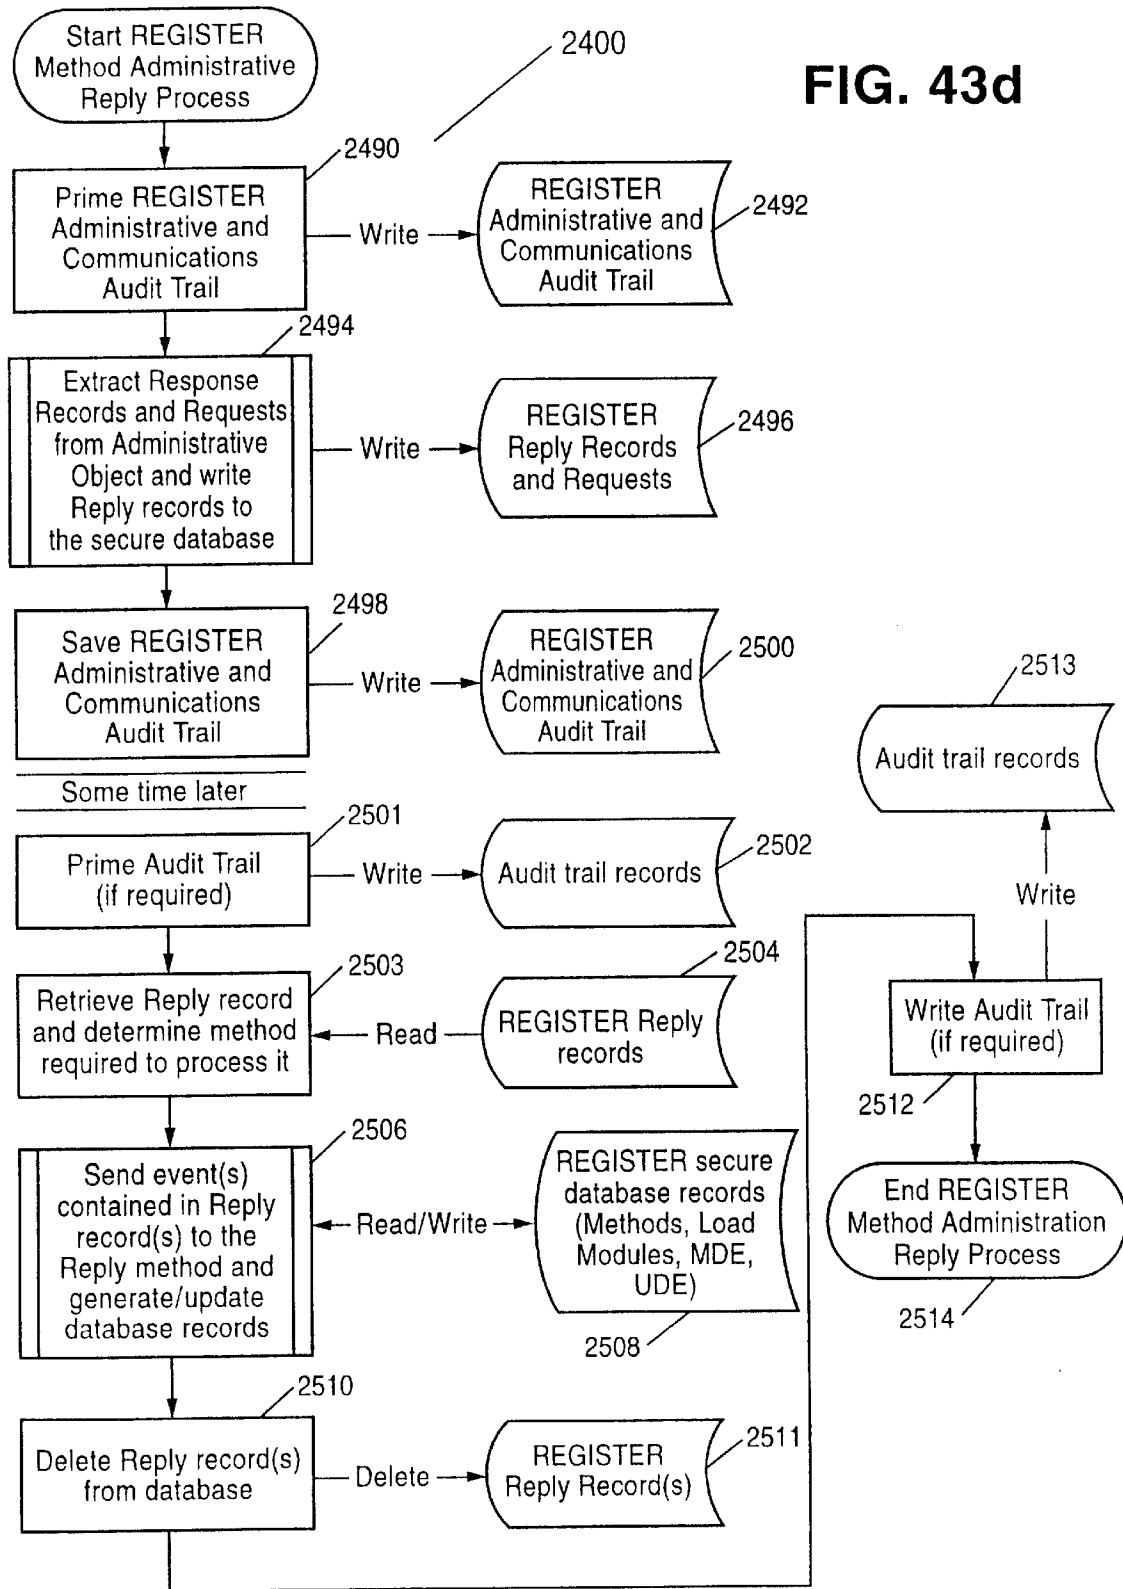 Start REGISTER
Method Administrative
Reply Process
2400
FIG. 43d
2490
Prime REGISTER
Administrative and
Communications
Audit Trail
Write
REGISTER
Administrative and
Communications
Audit Trail
2492
2494
Extract Response
Records and Requests
from Administrative
Object and write
Reply records to
the secure database
Write
REGISTER
Reply Records
and Requests
2496
2498
Save REGISTER
Administrative and
Communications
Audit Trail
Write
REGISTER
Administrative and
Communications
Audit Trail
2500
Some time later
2501
Prime Audit Trail
(if required)
Write
Audit trail records
2502
2503
Retrieve Reply record
and determine method
required to process it
Read
2504
REGISTER Reply
records
2506
Send event(s)
contained in Reply
record(s) to the
Reply method and
generate/update
database records
Read/Write
REGISTER secure
database records
(Methods, Load
Modules, MDE,
UDE)
2508
2510
Delete Reply record(s)
from database
Delete
REGISTER
Reply Record(s)
2511
2513
Audit trail records
Write
Write Audit Trail
(if required)
2512
End REGISTER
Method Administration
Reply Process
2514